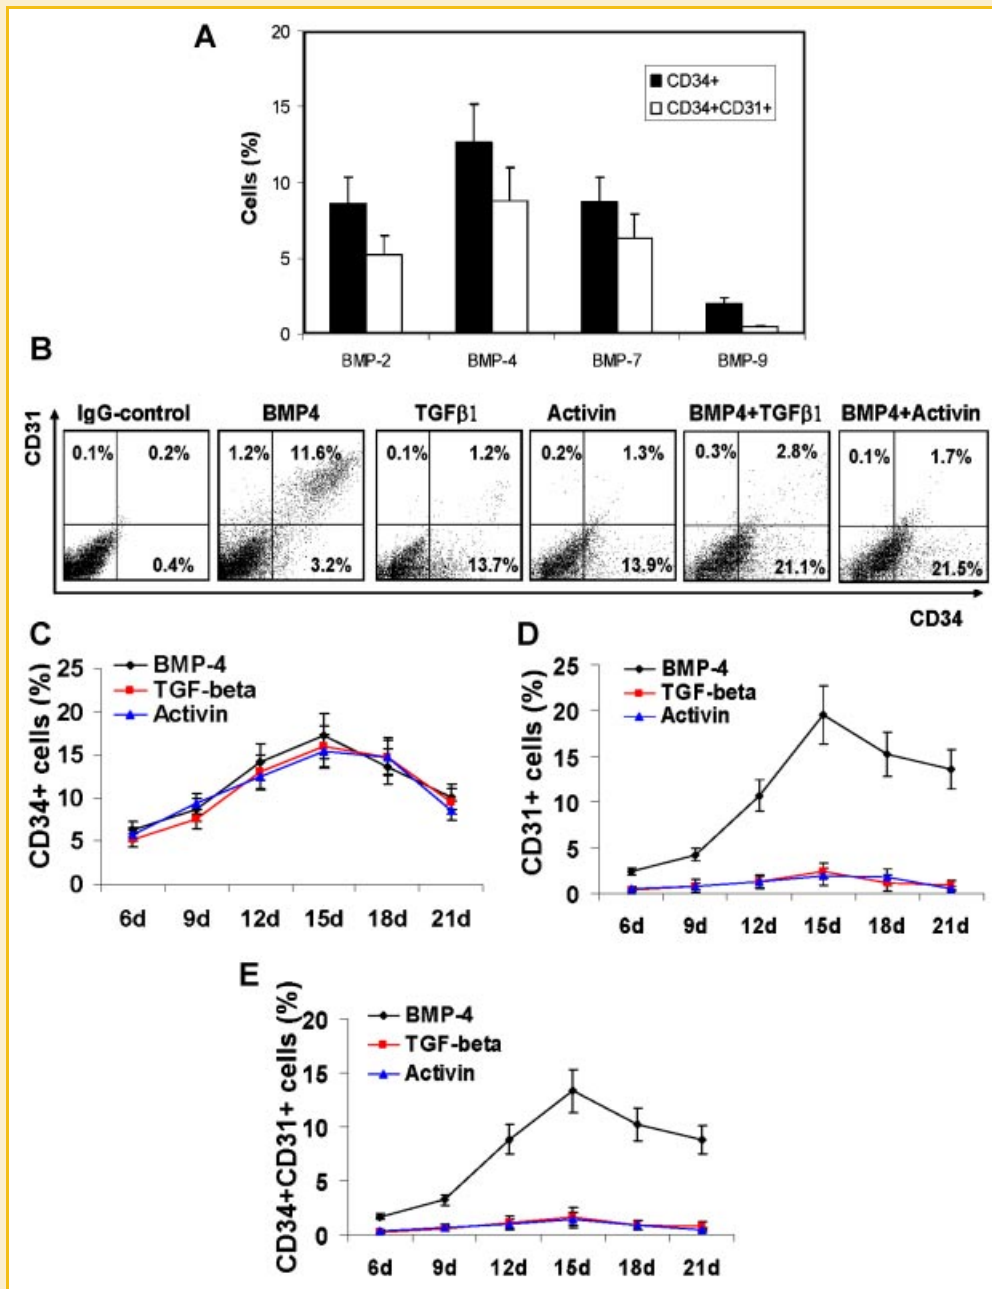 A
Cells (%)
20
15
10
5
0
CD34+
CD34+CD31+
BMP-2 BMP-4 BMP-7 BMP-9
B
CD31
IgG-control BMP4 TGFβ1 Activin BMP4+TGFβ1 BMP4+Activin
0.1% 0.2% 1.2% 11.6% 0.1% 1.2% 0.2% 1.3% 0.3% 2.8% 0.1% 1.7%
0.4% 3.2% 13.7% 13.9% 21.1% 21.5%
CD34
C
CD34+ cells (%)
25
20
15
10
5
0
BMP-4
TGF-beta
Activin
6d 9d 12d 15d 18d 21d
D
CD31+ cells (%)
25
20
15
10
5
0
BMP-4
TGF-beta
Activin
6d 9d 12d 15d 18d 21d
E
CD34+CD31+ cells (%)
20
15
10
5
0
BMP-4
TGF-beta
Activin
6d 9d 12d 15d 18d 21d